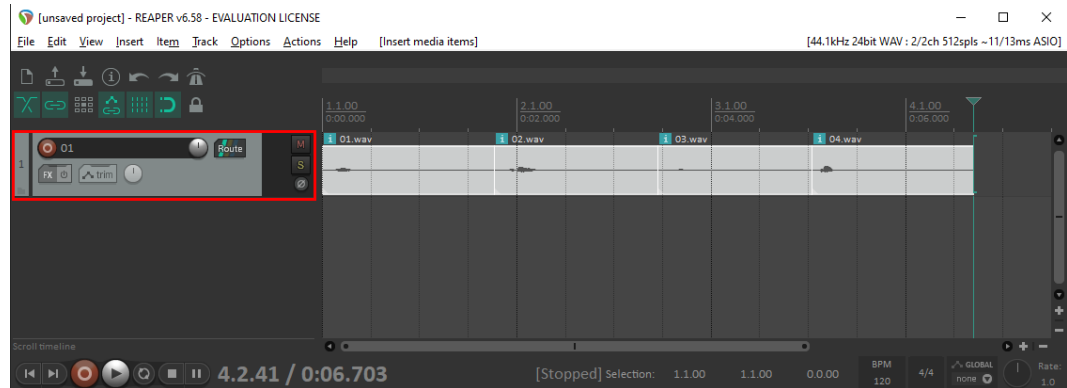 [unsaved project] - REAPER v6.58 - EVALUATION LICENSE
File Edit View Insert Item Track Options Actions Help [Insert media items] [44.1kHz 24bit WAV : 2/2ch 512spls ~11/13ms ASIO]
1.1.00 2.1.00 3.1.00 4.1.00
0:00.000 0:02.000 0:04.000 0:06.000
01.wav 02.wav 03.wav 04.wav
1 01 Route M
FX trim S
Scroll timeline
4.2.41 / 0:06.703 [Stopped] Selection: 1.1.00 1.1.00 0.0.00 BPM 120 4/4 GLOBAL none Rate: 1.0